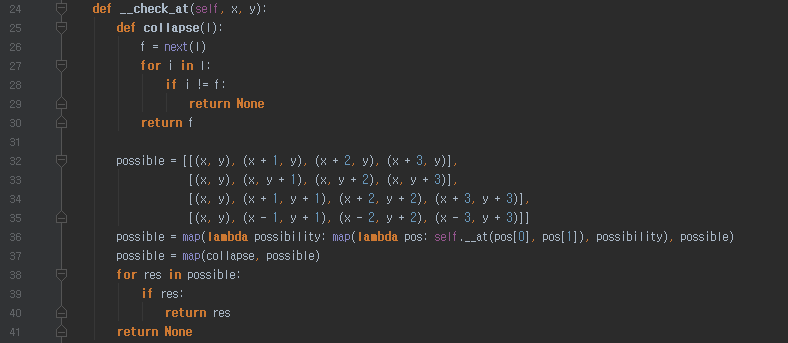 24 def __check_at(self, x, y):
25 def collapse(l):
26 f = next(l)
27 for i in l:
28 if i != f:
29 return None
30 return f
31
32 possible = [[(x, y), (x + 1, y), (x + 2, y), (x + 3, y)],
33 [(x, y), (x, y + 1), (x, y + 2), (x, y + 3)],
34 [(x, y), (x + 1, y + 1), (x + 2, y + 2), (x + 3, y + 3)],
35 [(x, y), (x - 1, y + 1), (x - 2, y + 2), (x - 3, y + 3)]]
36 possible = map(lambda possibility: map(lambda pos: self.__at(pos[0], pos[1]), possibility), possible)
37 possible = map(collapse, possible)
38 for res in possible:
39 if res:
40 return res
41 return None